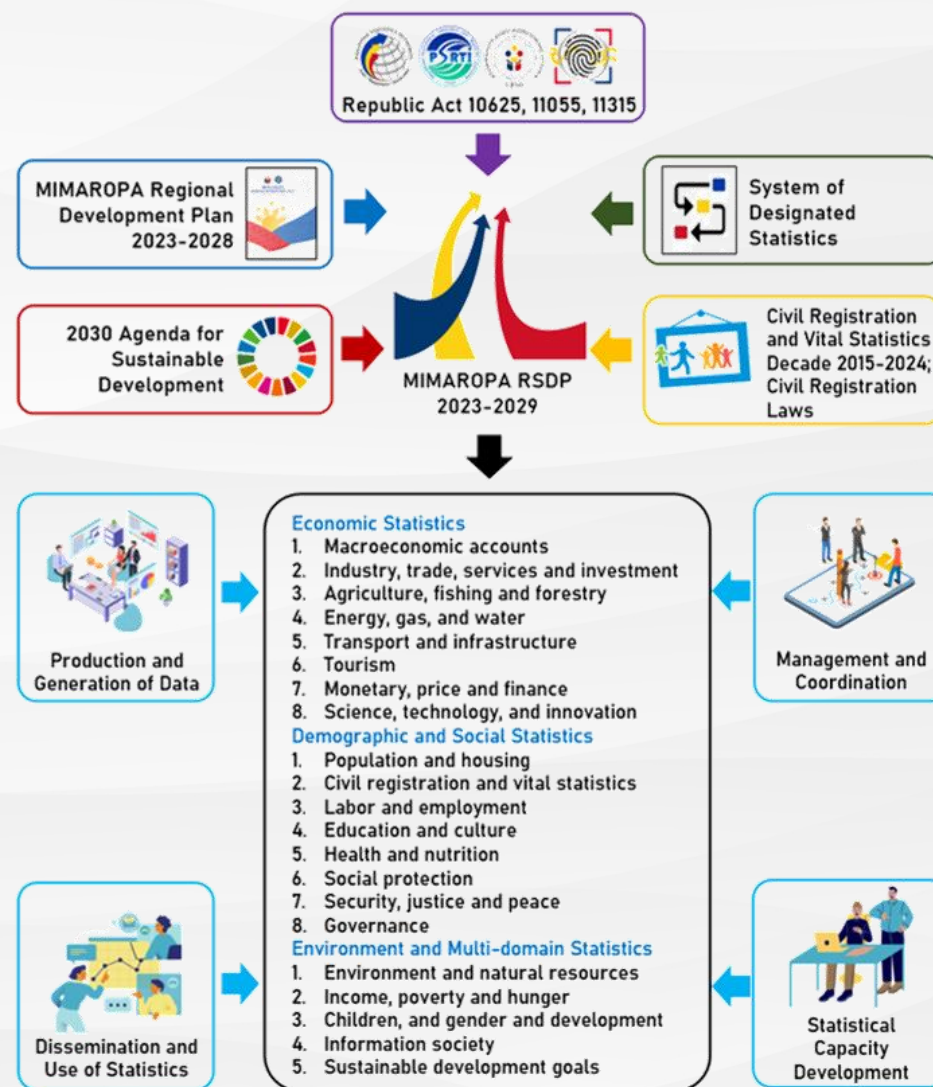 PSRTI
Republic Act 10625, 11055, 11315
MIMAROPA Regional
Development Plan
2023-2028
System of
Designated
Statistics
2030 Agenda for
Sustainable
Development
Civil Registration
and Vital Statistics
Decade 2015-2024;
Civil Registration
Laws
MIMAROPA RSDP
2023-2029
Economic Statistics
1. Macroeconomic accounts
2. Industry, trade, services and investment
3. Agriculture, fishing and forestry
4. Energy, gas, and water
5. Transport and infrastructure
6. Tourism
7. Monetary, price and finance
8. Science, technology, and innovation
Demographic and Social Statistics
1. Population and housing
2. Civil registration and vital statistics
3. Labor and employment
4. Education and culture
5. Health and nutrition
6. Social protection
7. Security, justice and peace
8. Governance
Environment and Multi-domain Statistics
1. Environment and natural resources
2. Income, poverty and hunger
3. Children, and gender and development
4. Information society
5. Sustainable development goals
Production and
Generation of Data
Management and
Coordination
Dissemination and
Use of Statistics
Statistical
Capacity
Development